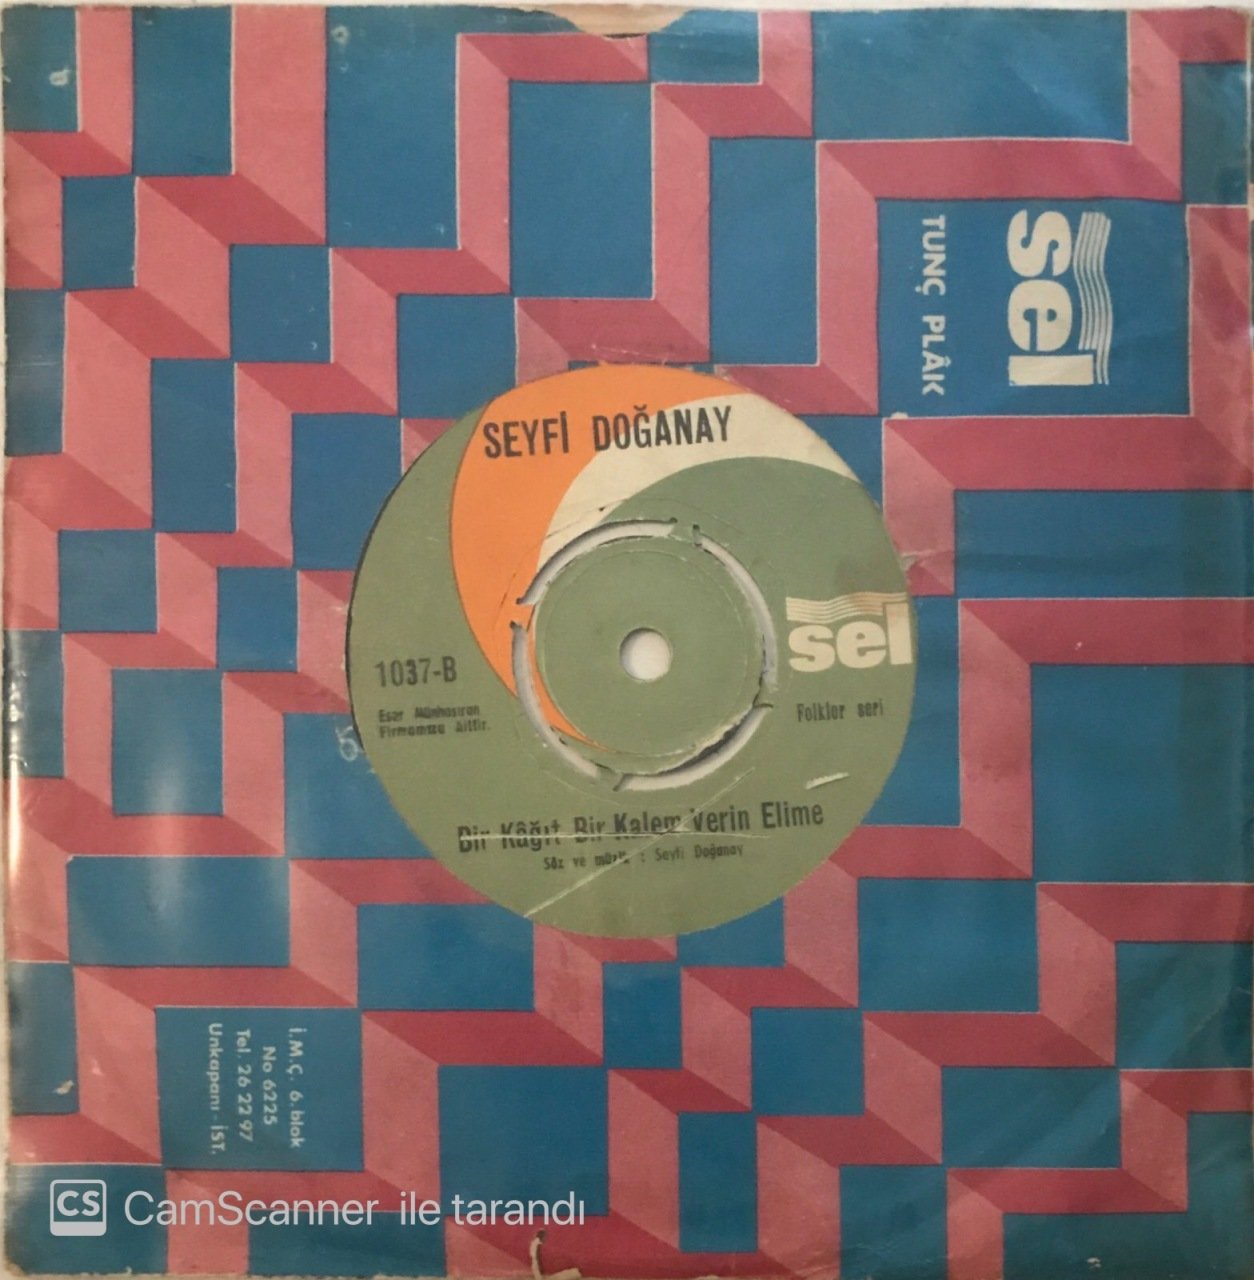 sel
TUNÇ PLÂK
SEYFİ DOĞANAY
sel
1037-B
Eser Münhasıran
Firmamıza Aittir.
Folklor seri
Bir Kâğıt Bir Kalem Verin Elime
Söz ve müzik : Seyfi Doğanay
İ.M.Ç. 6.blok
No 6225
Tel. 26 22 97
Unkapanı - İST.
CS CamScanner ile tarandı